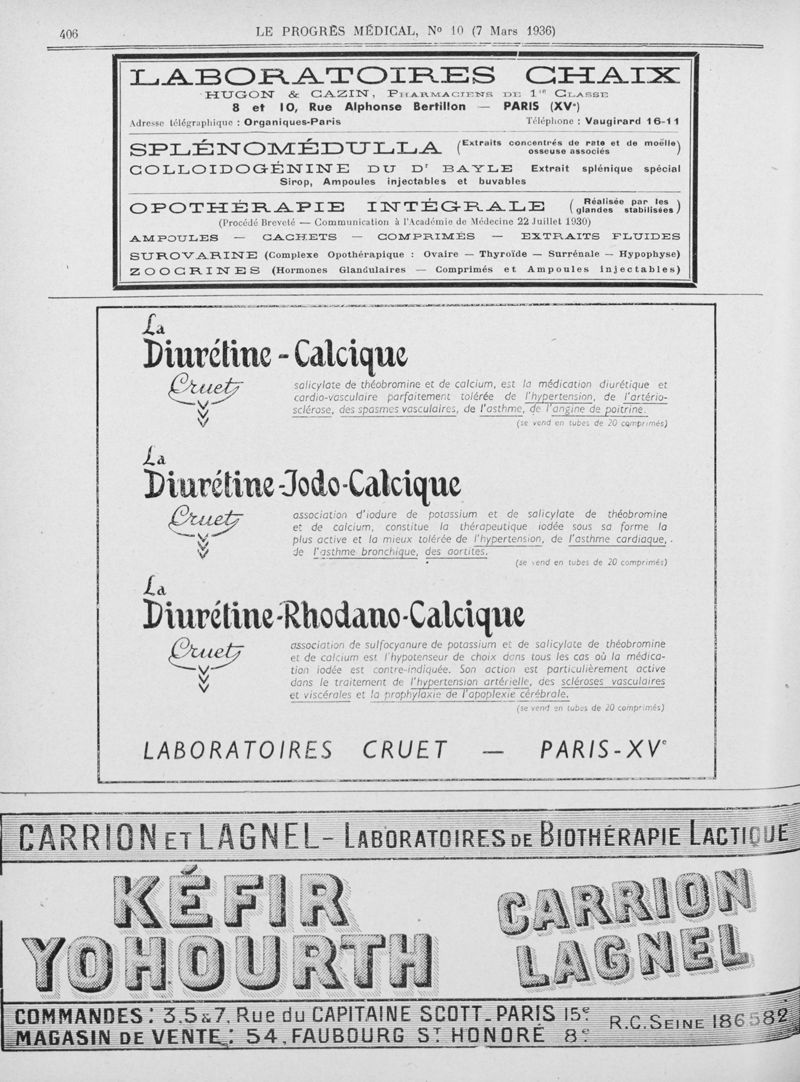 406
LE PROGRÈS MÉDICAL, No 10 (7 Mars 1936)
LABORATOIRES CHAIX
HUGON & CAZIN, PHARMACIENS DE 1re CLASSE
8 et 10, Rue Alphonse Bertillon — PARIS (XVe)
Adresse télégraphique : Organiques-Paris Téléphone : Vaugirard 16-11
SPLÉNOMÉDULLA (Extraits concentrés de rate et de moëlle osseuse associés)
COLLOIDOGÉNINE DU Dr BAYLE Extrait splénique spécial
Sirop, Ampoules injectables et buvables
OPOTHÉRAPIE INTÉGRALE (Réalisée par les glandes stabilisées)
(Procédé Breveté — Communication à l'Académie de Médecine 22 Juillet 1930)
AMPOULES — CACHETS — COMPRIMÉS — EXTRAITS FLUIDES
SUROVARINE (Complexe Opothérapique : Ovaire — Thyroïde — Surrénale — Hypophyse)
ZOOCRINES (Hormones Glandulaires — Comprimés et Ampoules injectables)
La
Diurétine-Calcique
Cruet
salicylate de théobromine et de calcium, est la médication diurétique et
cardio-vasculaire parfaitement tolérée de l'hypertension, de l'artério-
sclérose, des spasmes vasculaires, de l'asthme, de l'angine de poitrine.
(se vend en tubes de 20 comprimés)
La
Diurétine-Jodo-Calcique
Cruet
association d'iodure de potassium et de salicylate de théobromine
et de calcium, constitue la thérapeutique iodée sous sa forme la
plus active et la mieux tolérée de l'hypertension, de l'asthme cardiaque,
de l'asthme bronchique, des aortites.
(se vend en tubes de 20 comprimés)
La
Diurétine-Rhodano-Calcique
Cruet
association de sulfocyanure de potassium et de salicylate de théobromine
et de calcium est l'hypotenseur de choix dans tous les cas où la médica-
tion iodée est contre-indiquée. Son action est particulièrement active
dans le traitement de l'hypertension artérielle, des scléroses vasculaires
et viscérales et la prophylaxie de l'apoplexie cérébrale.
(se vend en tubes de 20 comprimés)
LABORATOIRES CRUET — PARIS-XVe
CARRION ET LAGNEL - LABORATOIRES DE BIOTHÉRAPIE LACTIQUE
KÉFIR
YOHOURTH
CARRION
LAGNEL
COMMANDES: 3.5 & 7, Rue du CAPITAINE SCOTT_PARIS 15e
MAGASIN DE VENTE: 54, FAUBOURG ST HONORÉ 8e
R.C. SEINE 186582